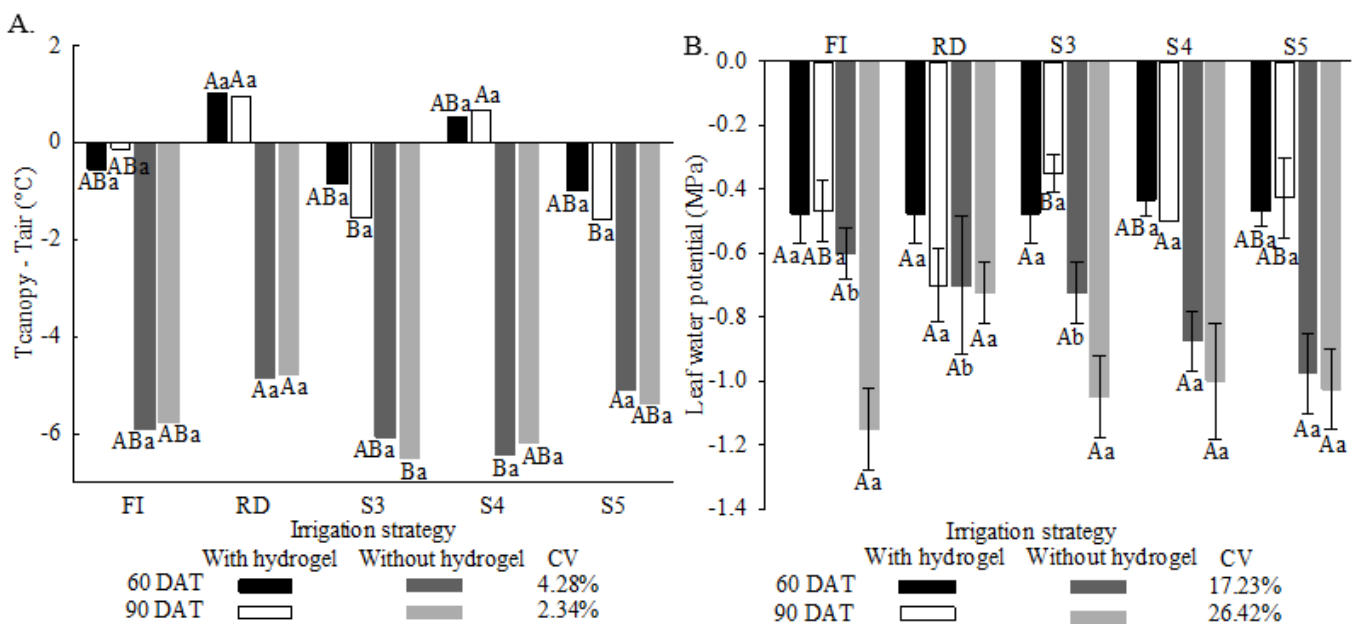 A.
2
0
-2
-4
-6
Tcanopy - Tair (°C)
Aa Aa
ABa Aa
ABa ABa
ABa Ba
ABa Ba
ABa ABa
Aa Aa
ABa Ba
Ba ABa
Aa ABa
FI RD S3 S4 S5
Irrigation strategy
With hydrogel Without hydrogel CV
60 DAT 4.28%
90 DAT 2.34%
B.
FI RD S3 S4 S5
0.0
-0.2
-0.4
-0.6
-0.8
-1.0
-1.2
-1.4
Leaf water potential (MPa)
Aa ABa Ab Aa
Aa Aa Ab Aa
Aa Ba Ab Aa
ABa Aa Aa Aa
ABa ABa Aa Aa
Irrigation strategy
With hydrogel Without hydrogel CV
60 DAT 17.23%
90 DAT 26.42%